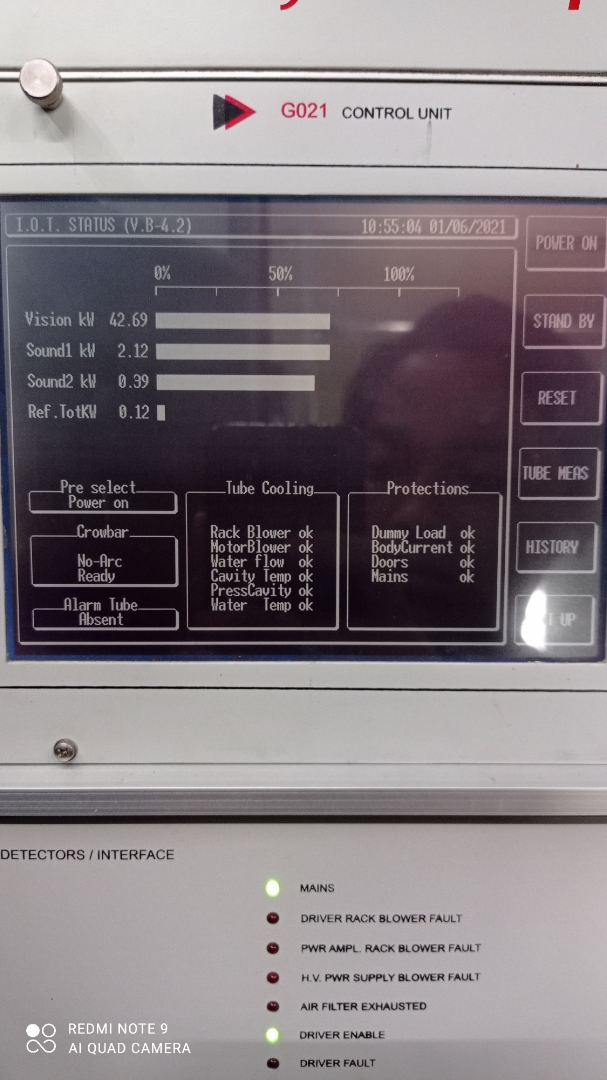 G021 CONTROL UNIT
I.O.T. STATUS (V.B-4.2) 10:55:04 01/06/2021
POWER ON
0% 50% 100%
Vision kW 42.69
STAND BY
Sound1 kW 2.12
Sound2 kW 0.39
RESET
Ref.TotKW 0.12
TUBE MEAS
Pre select
Power on
Crowbar
No-Arc
Ready
Alarm Tube
Absent
Tube Cooling
Rack Blower ok
MotorBlower ok
Water flow ok
Cavity Temp ok
PressCavity ok
Water Temp ok
Protections
Dummy Load ok
BodyCurrent ok
Doors ok
Mains ok
HISTORY
UP
DETECTORS / INTERFACE
MAINS
DRIVER RACK BLOWER FAULT
PWR AMPL. RACK BLOWER FAULT
H.V. PWR SUPPLY BLOWER FAULT
AIR FILTER EXHAUSTED
DRIVER ENABLE
DRIVER FAULT
REDMI NOTE 9
AI QUAD CAMERA